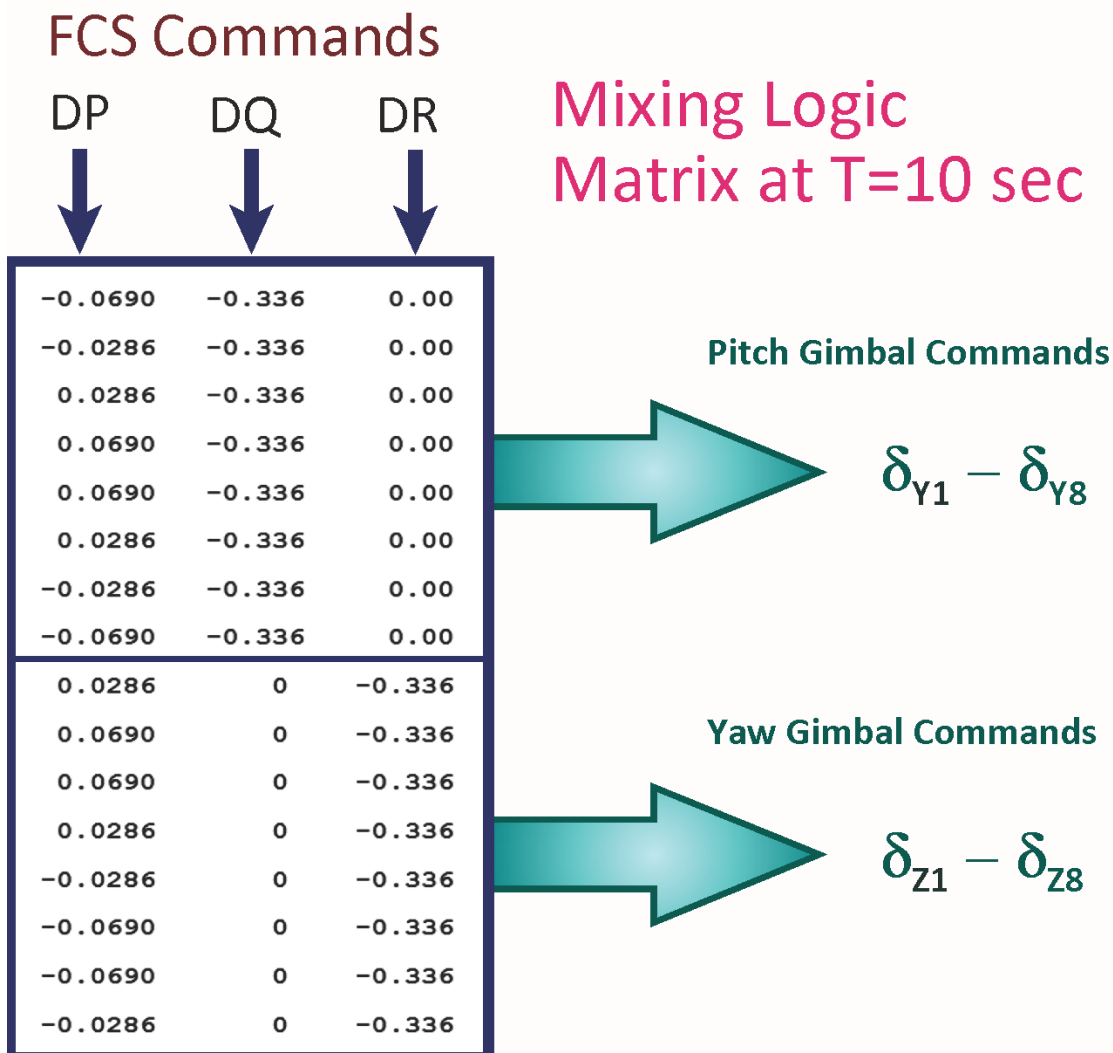 FCS Commands
DP DQ DR
Mixing Logic
Matrix at T=10 sec
-0.0690 -0.336 0.00
-0.0286 -0.336 0.00
0.0286 -0.336 0.00
0.0690 -0.336 0.00
0.0690 -0.336 0.00
0.0286 -0.336 0.00
-0.0286 -0.336 0.00
-0.0690 -0.336 0.00
Pitch Gimbal Commands
δY1 – δY8
0.0286 0 -0.336
0.0690 0 -0.336
0.0690 0 -0.336
0.0286 0 -0.336
-0.0286 0 -0.336
-0.0690 0 -0.336
-0.0690 0 -0.336
-0.0286 0 -0.336
Yaw Gimbal Commands
δZ1 – δZ8